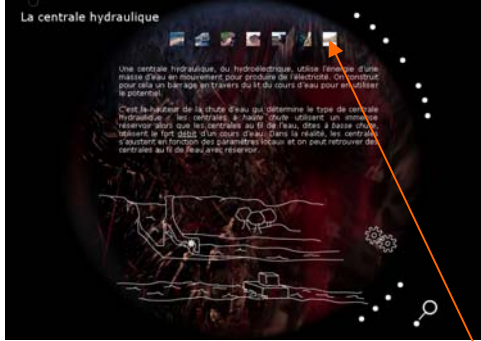 La centrale hydraulique
Une centrale hydraulique, ou hydroélectrique, utilise l'énergie d'une
masse d'eau en mouvement pour produire de l'électricité. On construit
pour cela un barrage en travers du lit du cours d'eau pour en utiliser
le potentiel.
C'est la hauteur de la chute d'eau qui détermine le type de centrale
hydraulique : les centrales à haute chute utilisent un immense
réservoir alors que les centrales au fil de l'eau, dites à basse chute,
utilisent le fort débit d'un cours d'eau. Dans la réalité, les centrales
s'ajustent en fonction des paramètres locaux et on peut retrouver des
centrales au fil de l'eau avec réservoir.